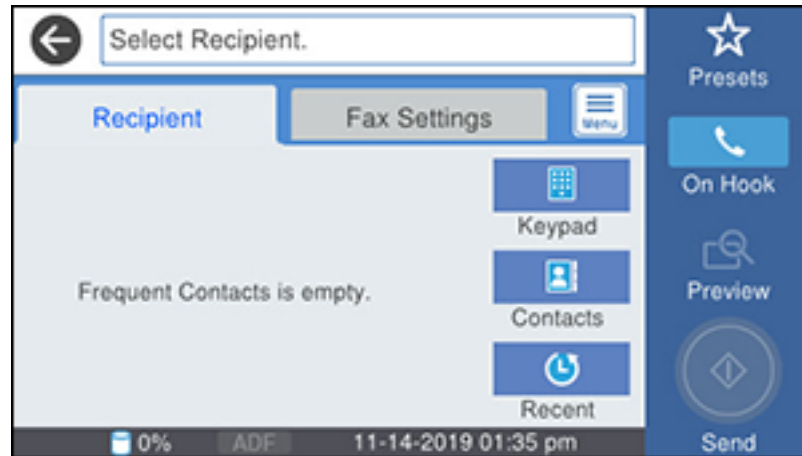 Select Recipient.
Presets
Recipient
Fax Settings
Menu
On Hook
Keypad
Frequent Contacts is empty.
Preview
Contacts
Recent
0% ADF 11-14-2019 01:35 pm
Send